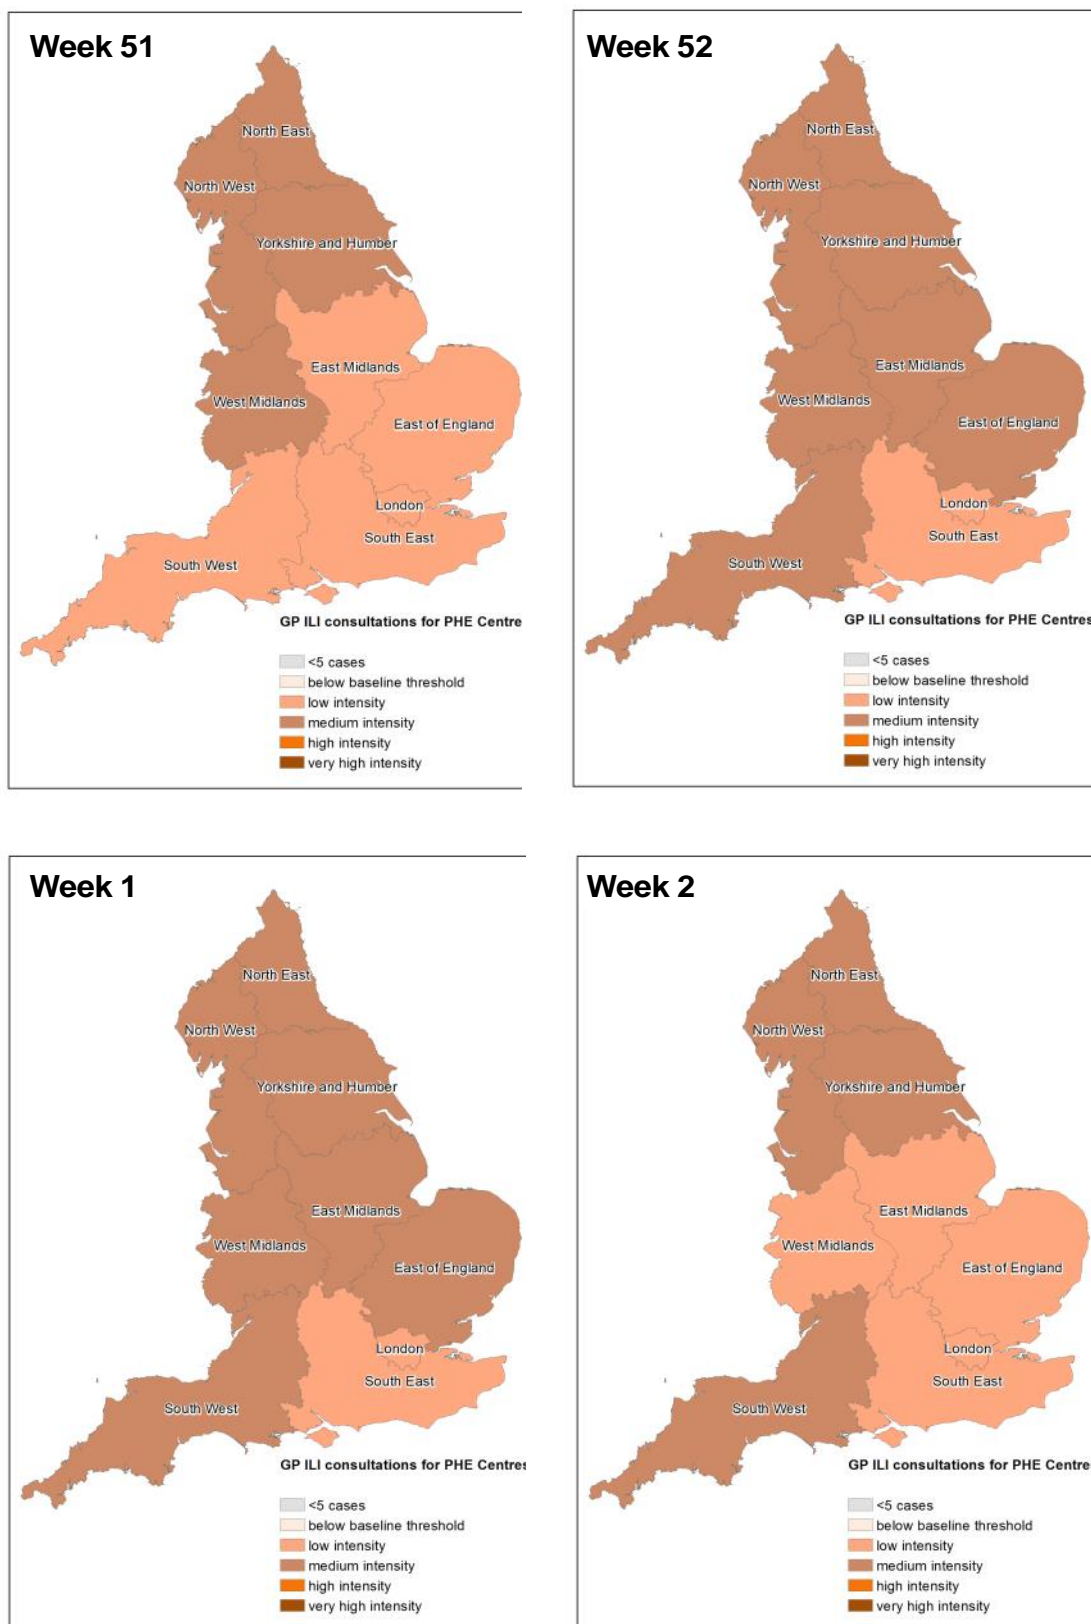 Week 51
North East
North West
Yorkshire and Humber
East Midlands
West Midlands
East of England
London
South East
South West
GP ILI consultations for PHE Centre
<5 cases
below baseline threshold
low intensity
medium intensity
high intensity
very high intensity
Week 52
North East
North West
Yorkshire and Humber
East Midlands
West Midlands
East of England
London
South East
South West
GP ILI consultations for PHE Centres
<5 cases
below baseline threshold
low intensity
medium intensity
high intensity
very high intensity
Week 1
North East
North West
Yorkshire and Humber
East Midlands
West Midlands
East of England
London
South East
South West
GP ILI consultations for PHE Centres
<5 cases
below baseline threshold
low intensity
medium intensity
high intensity
very high intensity
Week 2
North East
North West
Yorkshire and Humber
East Midlands
West Midlands
East of England
London
South East
South West
GP ILI consultations for PHE Centre
<5 cases
below baseline threshold
low intensity
medium intensity
high intensity
very high intensity